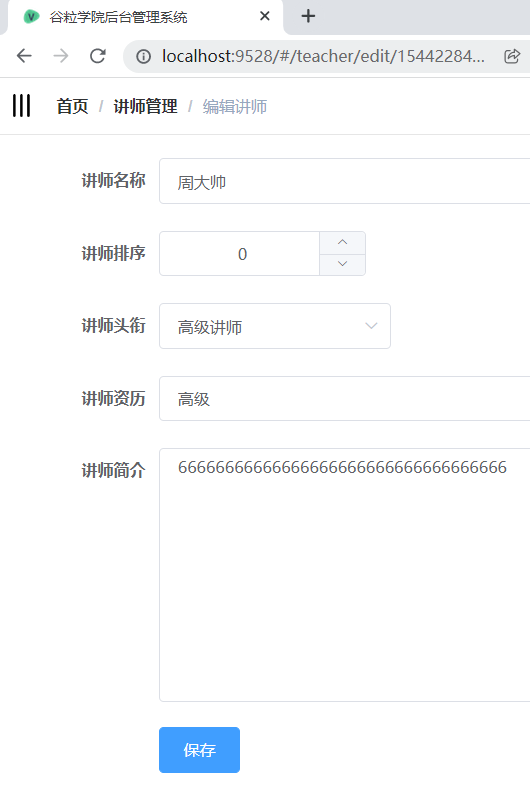 谷粒学院后台管理系统
localhost:9528/#/teacher/edit/15442284...
首页 / 讲师管理 / 编辑讲师
讲师名称 周大帅
讲师排序 0
讲师头衔 高级讲师
讲师资历 高级
讲师简介 66666666666666666666666666666666666
保存